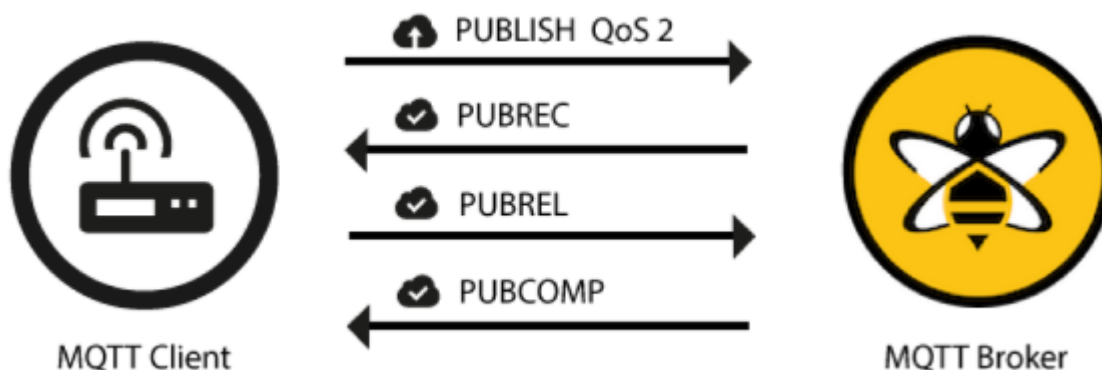 PUBLISH QoS 2
PUBREC
PUBREL
PUBCOMP
MQTT Client
MQTT Broker